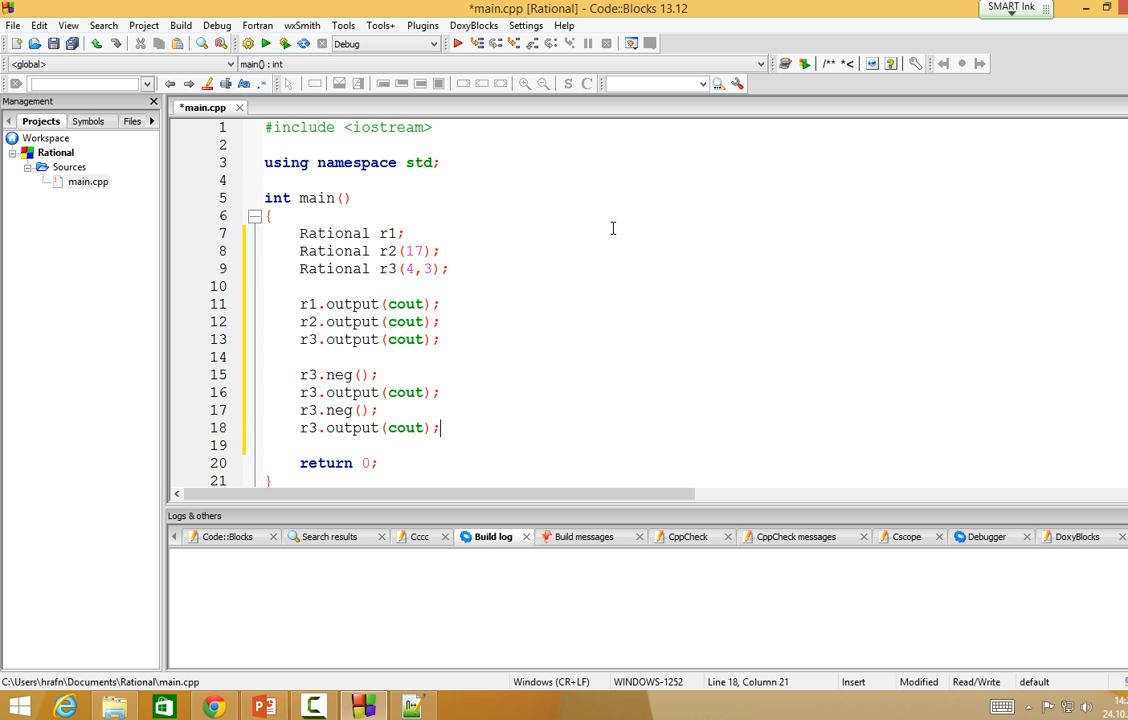 *main.cpp [Rational] - Code::Blocks 13.12
SMART Ink
File Edit View Search Project Build Debug Fortran wxSmith Tools Tools+ Plugins DoxyBlocks Settings Help
Debug
<global> main() : int /** *<
S C
Management
*main.cpp
Projects Symbols Files
Workspace
Rational
Sources
main.cpp
1 #include <iostream>
2
3 using namespace std;
4
5 int main()
6 {
7 Rational r1;
8 Rational r2(17);
9 Rational r3(4,3);
10
11 r1.output(cout);
12 r2.output(cout);
13 r3.output(cout);
14
15 r3.neg();
16 r3.output(cout);
17 r3.neg();
18 r3.output(cout);
19
20 return 0;
21 }
Logs & others
Code::Blocks Search results Cccc Build log Build messages CppCheck CppCheck messages Cscope Debugger DoxyBlocks
C:\Users\hrafn\Documents\Rational\main.cpp Windows (CR+LF) WINDOWS-1252 Line 18, Column 21 Insert Modified Read/Write default
24.10.